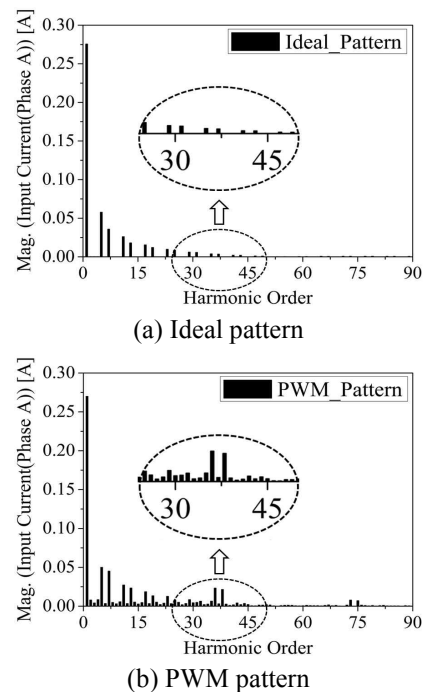 Mag. (Input Current(Phase A)) [A]
0.30
0.25
0.20
0.15
0.10
0.05
0.00
Ideal_Pattern
30 45
0 15 30 45 60 75 90
Harmonic Order
(a) Ideal pattern
Mag. (Input Current(Phase A)) [A]
0.30
0.25
0.20
0.15
0.10
0.05
0.00
PWM_Pattern
30 45
0 15 30 45 60 75 90
Harmonic Order
(b) PWM pattern